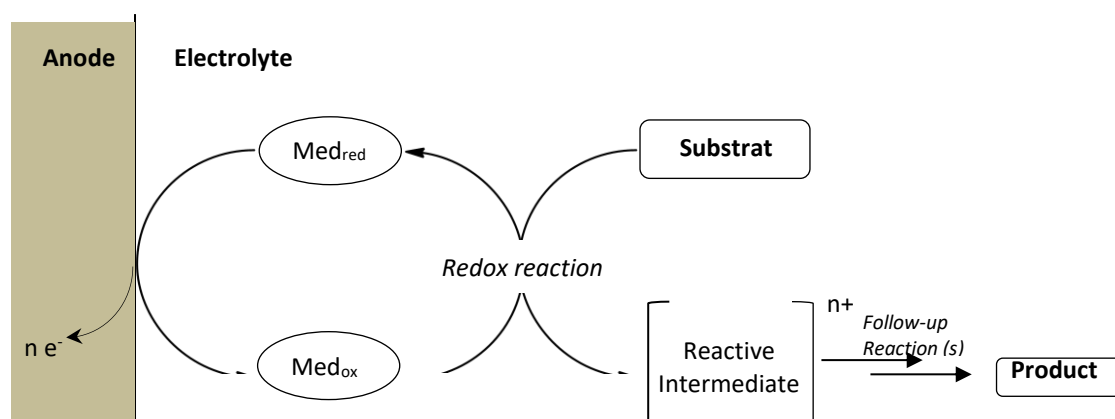 Anode
Electrolyte
Medred
Substrat
Redox reaction
n e-
Medox
Reactive
Intermediate
n+
Follow-up
Reaction (s)
Product